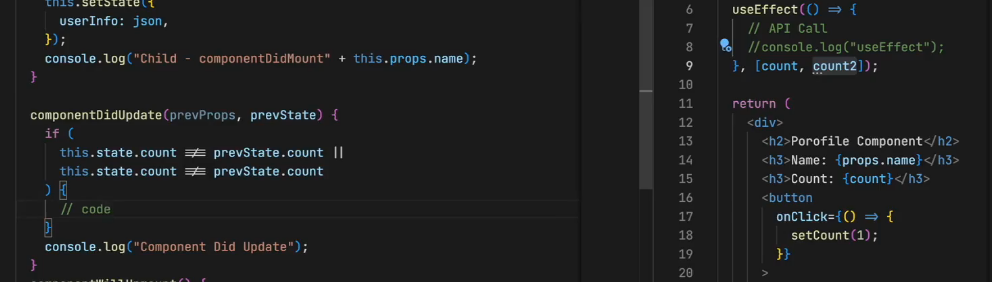 this.setState({
userInfo: json,
});
console.log("Child - componentDidMount" + this.props.name);
}
componentDidUpdate(prevProps, prevState) {
if (
this.state.count !== prevState.count ||
this.state.count !== prevState.count
) {
// code
}
console.log("Component Did Update");
}
componentWillUnmount() {
6 useEffect(() => {
7 // API Call
8 //console.log("useEffect");
9 }, [count, count2]);
10
11 return (
12 <div>
13 <h2>Porofile Component</h2>
14 <h3>Name: {props.name}</h3>
15 <h3>Count: {count}</h3>
16 <button
17 onClick={() => {
18 setCount(1);
19 }}
20 >